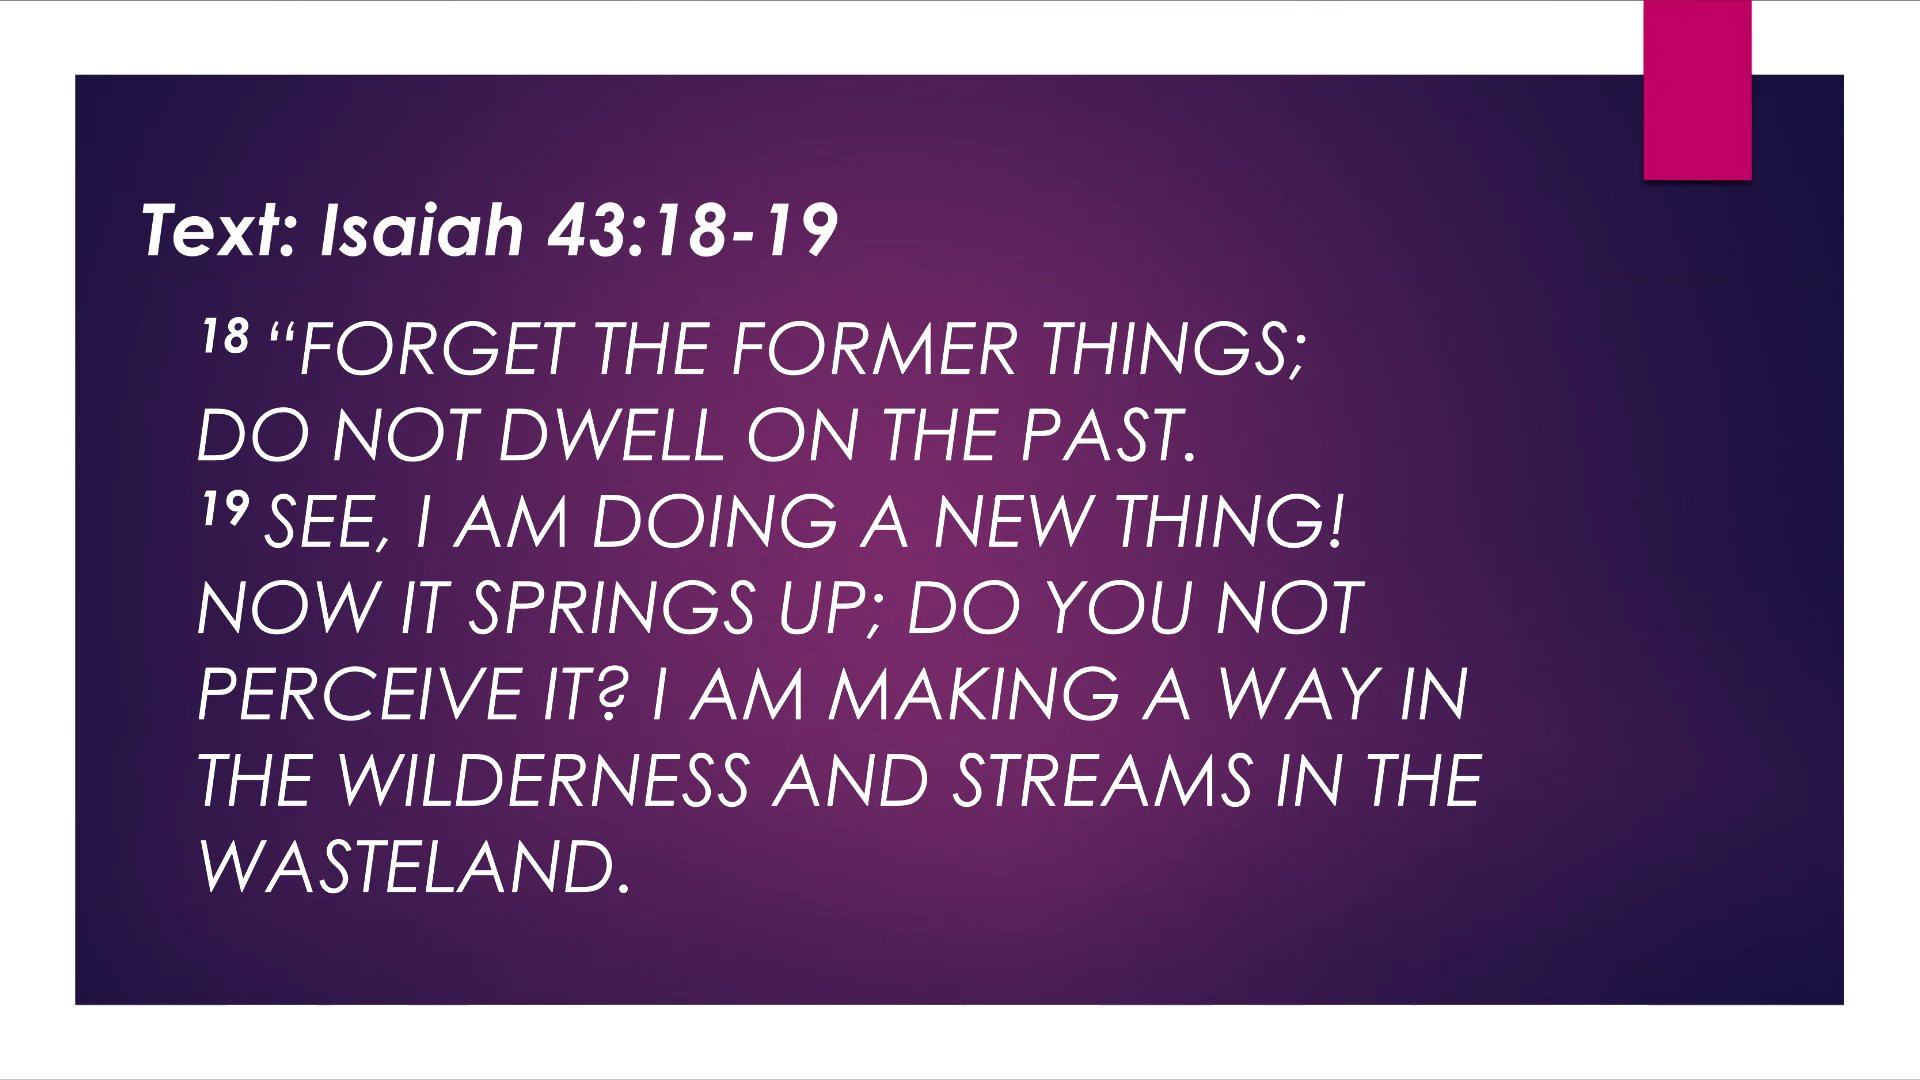 Text: Isaiah 43:18-19
18 “FORGET THE FORMER THINGS;
DO NOT DWELL ON THE PAST.
19 SEE, I AM DOING A NEW THING!
NOW IT SPRINGS UP; DO YOU NOT
PERCEIVE IT? I AM MAKING A WAY IN
THE WILDERNESS AND STREAMS IN THE
WASTELAND.